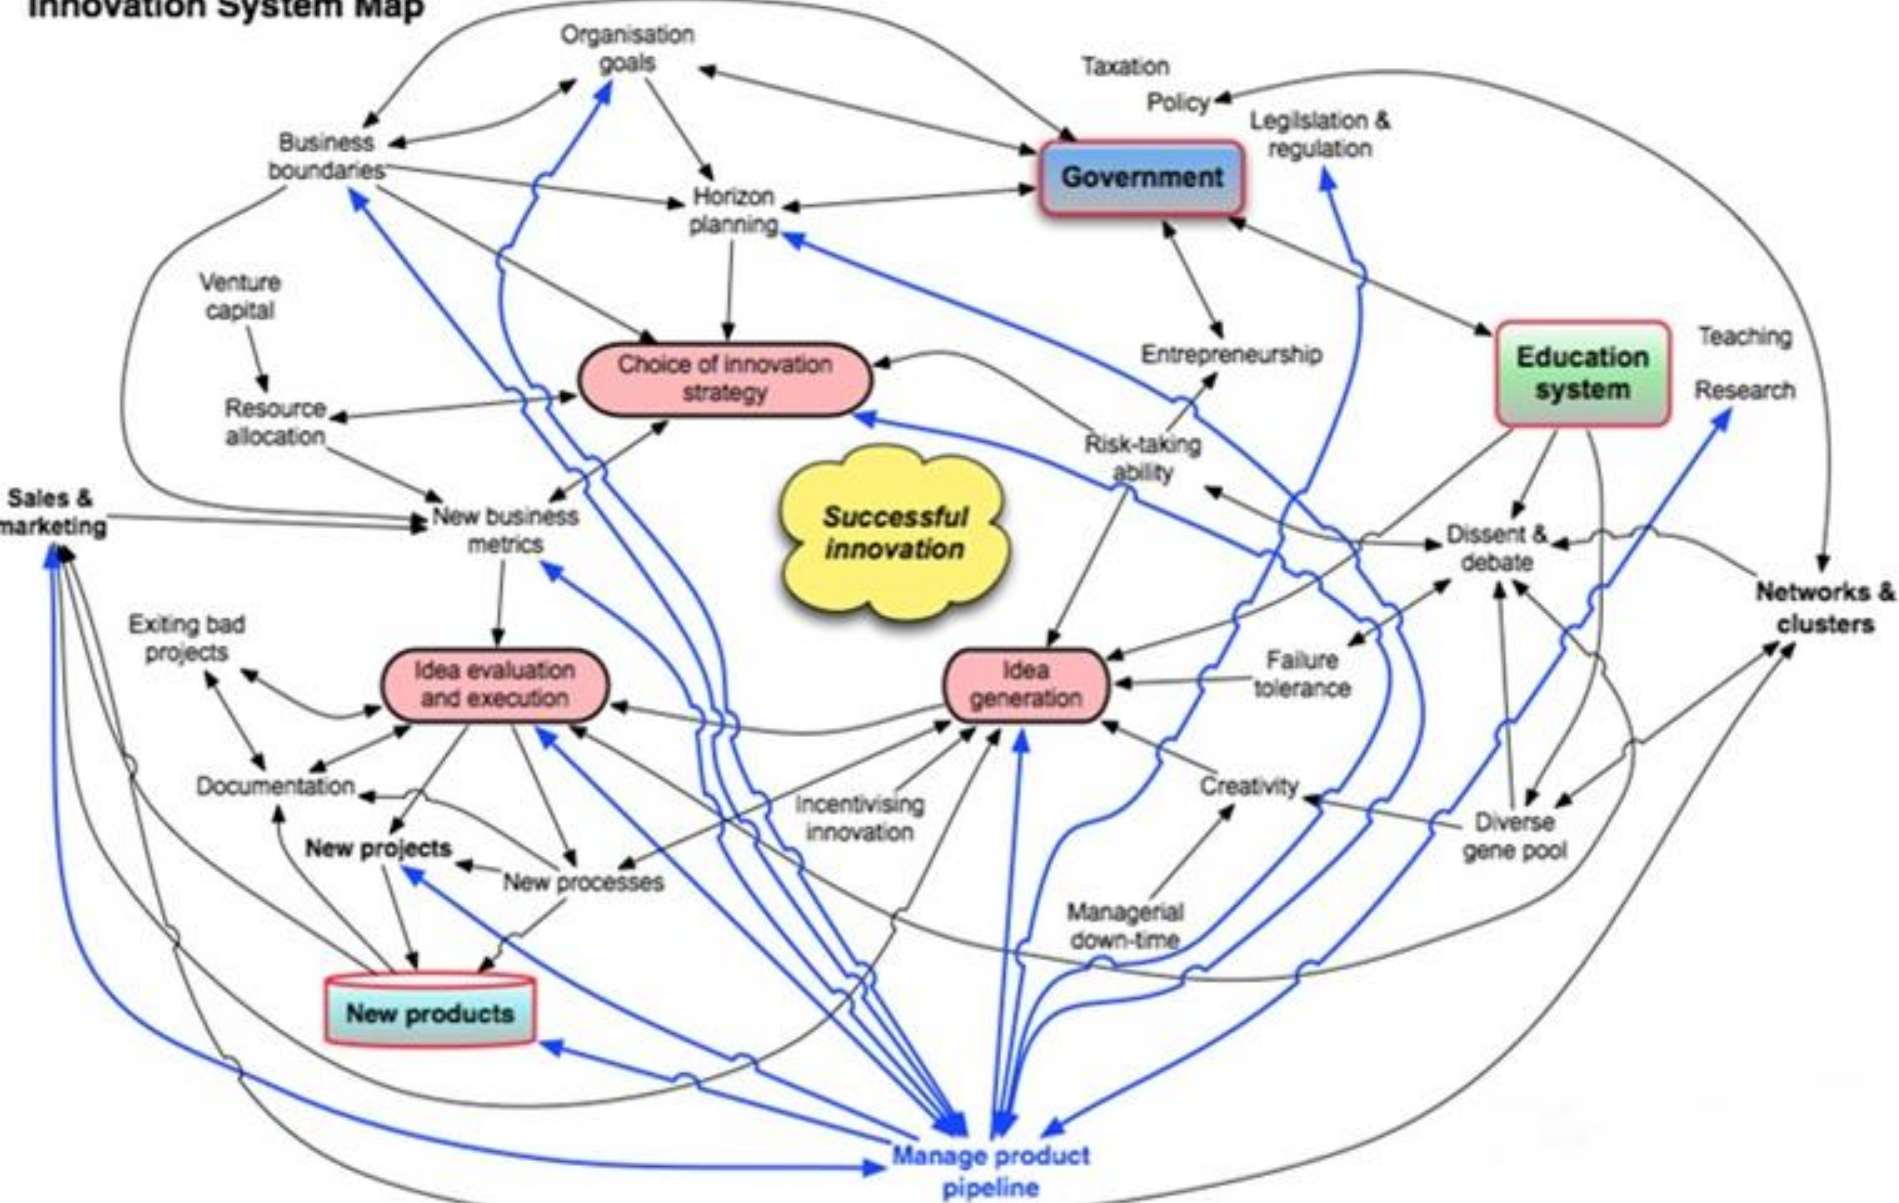 Innovation System Map
Organisation
goals
Taxation
Policy
Legilslation &
regulation
Business
boundaries
Government
Horizon
planning
Venture
capital
Teaching
Entrepreneurship
Education
system
Choice of innovation
strategy
Research
Resource
allocation
Risk-taking
ability
Sales &
marketing
New business
metrics
Successful
innovation
Dissent &
debate
Networks &
clusters
Exiting bad
projects
Idea evaluation
and execution
Idea
generation
Failure
tolerance
Documentation
Creativity
Incentivising
innovation
Diverse
gene pool
New projects
New processes
Managerial
down-time
New products
Manage product
pipeline